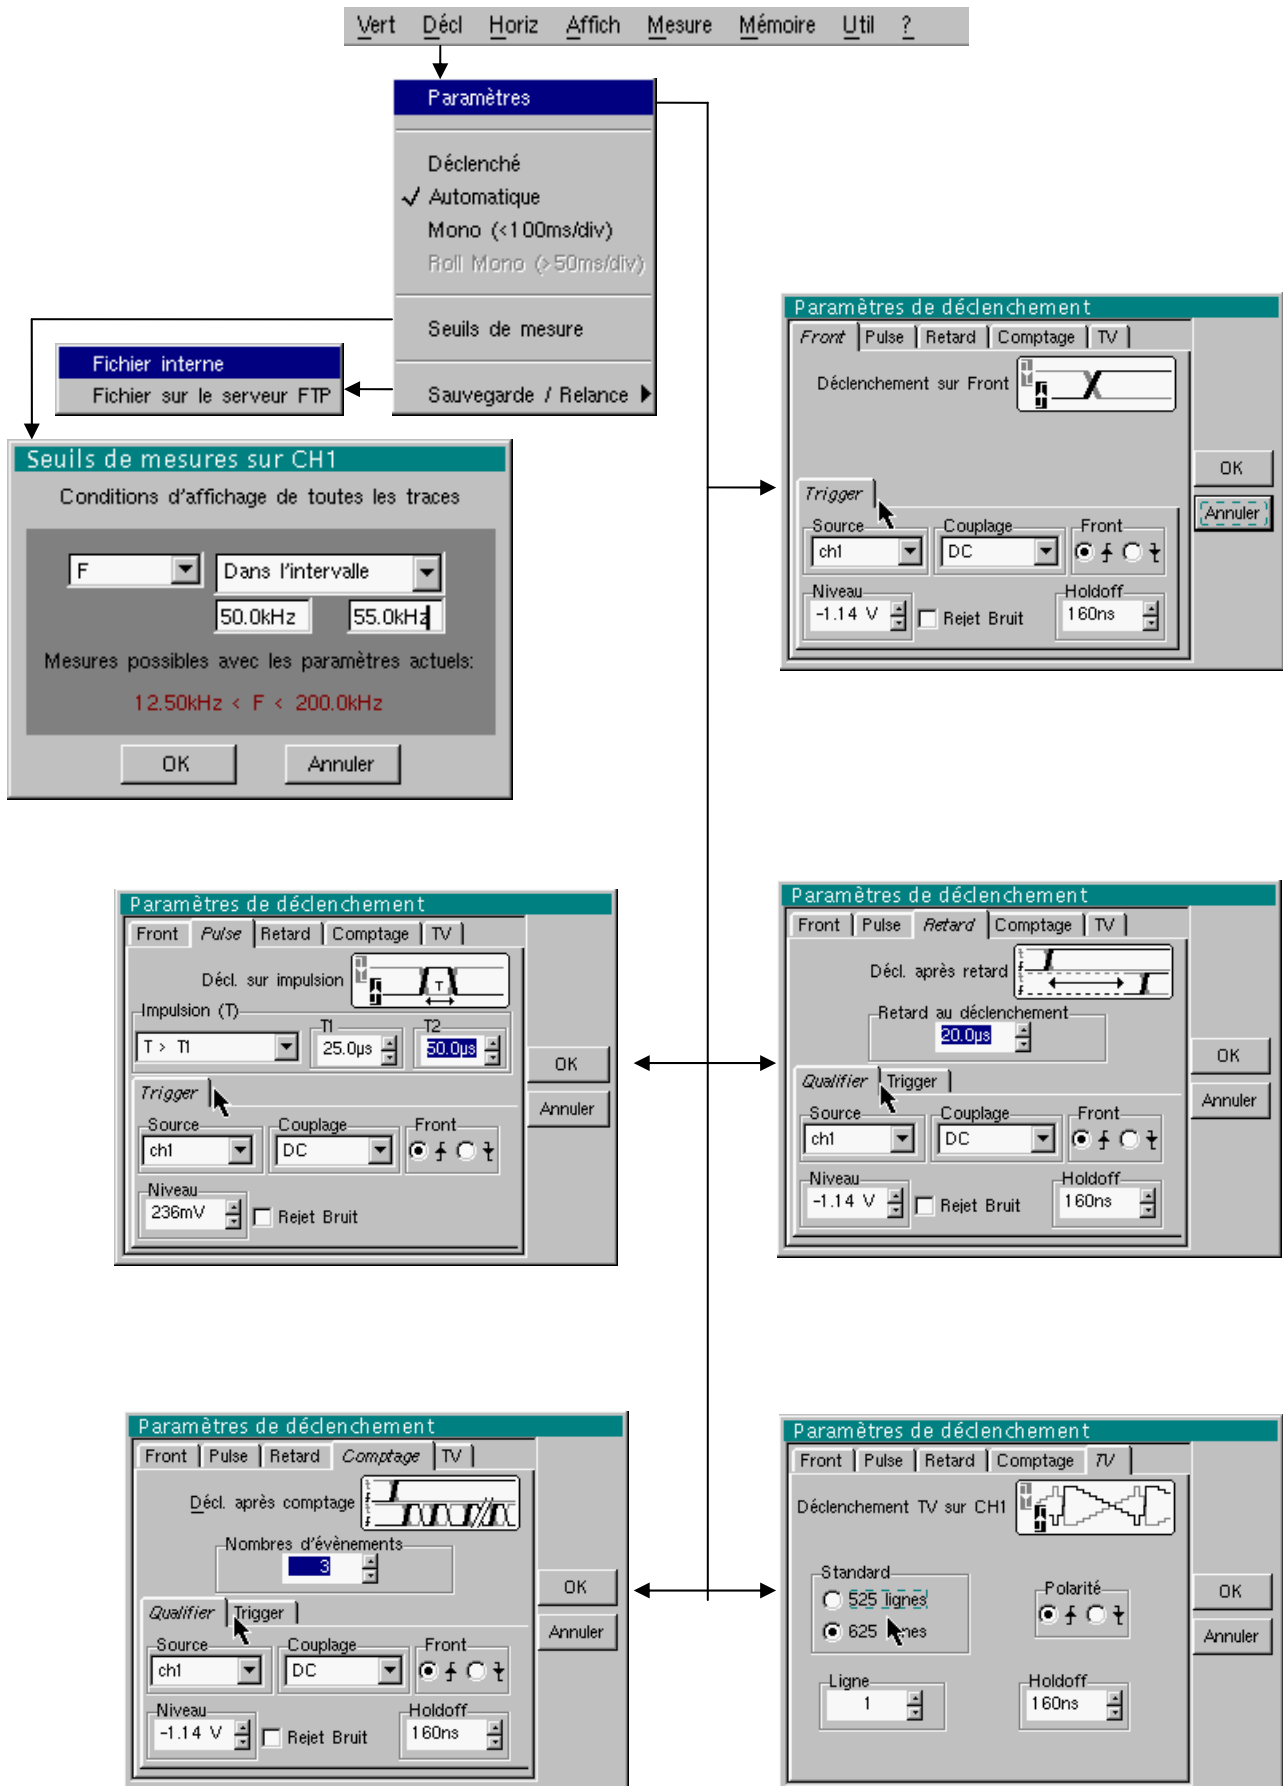 Vert Décl Horiz Affich Mesure Mémoire Util ?
Paramètres
Déclenché
✓ Automatique
Mono (<100ms/div)
Roll Mono (>50ms/div)
Seuils de mesure
Sauvegarde / Relance
Fichier interne
Fichier sur le serveur FTP
Seuils de mesures sur CH1
Conditions d'affichage de toutes les traces
F Dans l'intervalle
50.0kHz 55.0kHz
Mesures possibles avec les paramètres actuels:
12.50kHz < F < 200.0kHz
OK Annuler
Paramètres de déclenchement
Front Pulse Retard Comptage TV
Déclenchement sur Front
OK
Annuler
Trigger
Source Couplage Front
ch1 DC
Niveau Holdoff
-1.14 V Rejet Bruit 160ns
Paramètres de déclenchement
Front Pulse Retard Comptage TV
Décl. sur impulsion
T
Impulsion (T)
T1 T2
T > T1 25.0µs 50.0µs
OK
Annuler
Trigger
Source Couplage Front
ch1 DC
Niveau
236mV Rejet Bruit
Paramètres de déclenchement
Front Pulse Retard Comptage TV
Décl. après retard
Retard au déclenchement
20.0µs
OK
Annuler
Qualifier Trigger
Source Couplage Front
ch1 DC
Niveau Holdoff
-1.14 V Rejet Bruit 160ns
Paramètres de déclenchement
Front Pulse Retard Comptage TV
Décl. après comptage
Nombres d'évènements
3
OK
Annuler
Qualifier Trigger
Source Couplage Front
ch1 DC
Niveau Holdoff
-1.14 V Rejet Bruit 160ns
Paramètres de déclenchement
Front Pulse Retard Comptage TV
Déclenchement TV sur CH1
Standard
525 lignes
625 lignes
Polarité
OK
Annuler
Ligne Holdoff
1 160ns